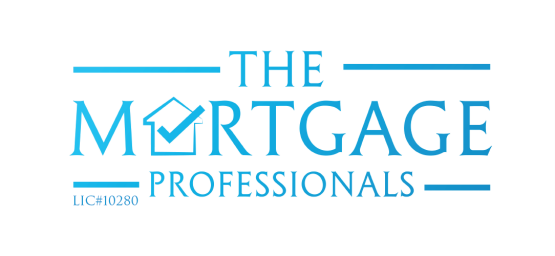 THE
MORTGAGE
PROFESSIONALS
LIC#10280